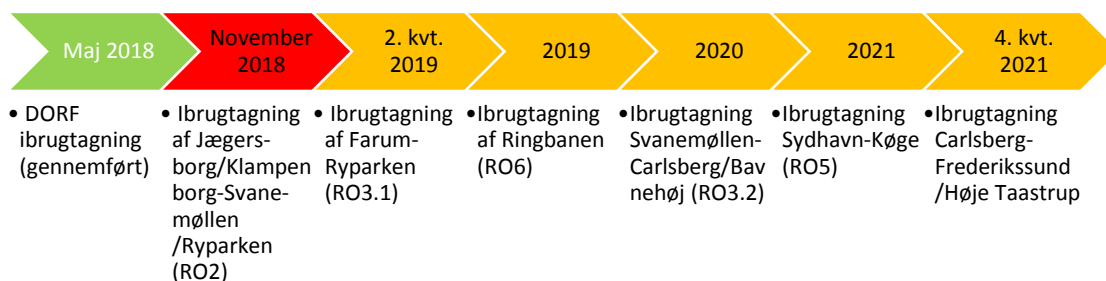 Maj 2018
November
2018
2. kvt.
2019
2019
2020
2021
4. kvt.
2021
• DORF
ibrugtagning
(gennemført)
• Ibrugtagning
af Jægers-
borg/Klampen
borg-Svane-
møllen
/Ryparken
(RO2)
• Ibrugtagning
af Farum-
Ryparken
(RO3.1)
•Ibrugtagning
af Ringbanen
(RO6)
•Ibrugtagning
Svanemøllen-
Carlsberg/Bav
nehøj (RO3.2)
•Ibrugtagning
Sydhavn-Køge
(RO5)
•Ibrugtagning
Carlsberg-
Frederikssund
/Høje Taastrup